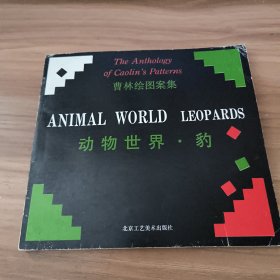 The Anthology
of Caolin's Patterns
曹林绘图案集
ANIMAL WORLD LEOPARDS
动物世界·豹
北京工艺美术出版社